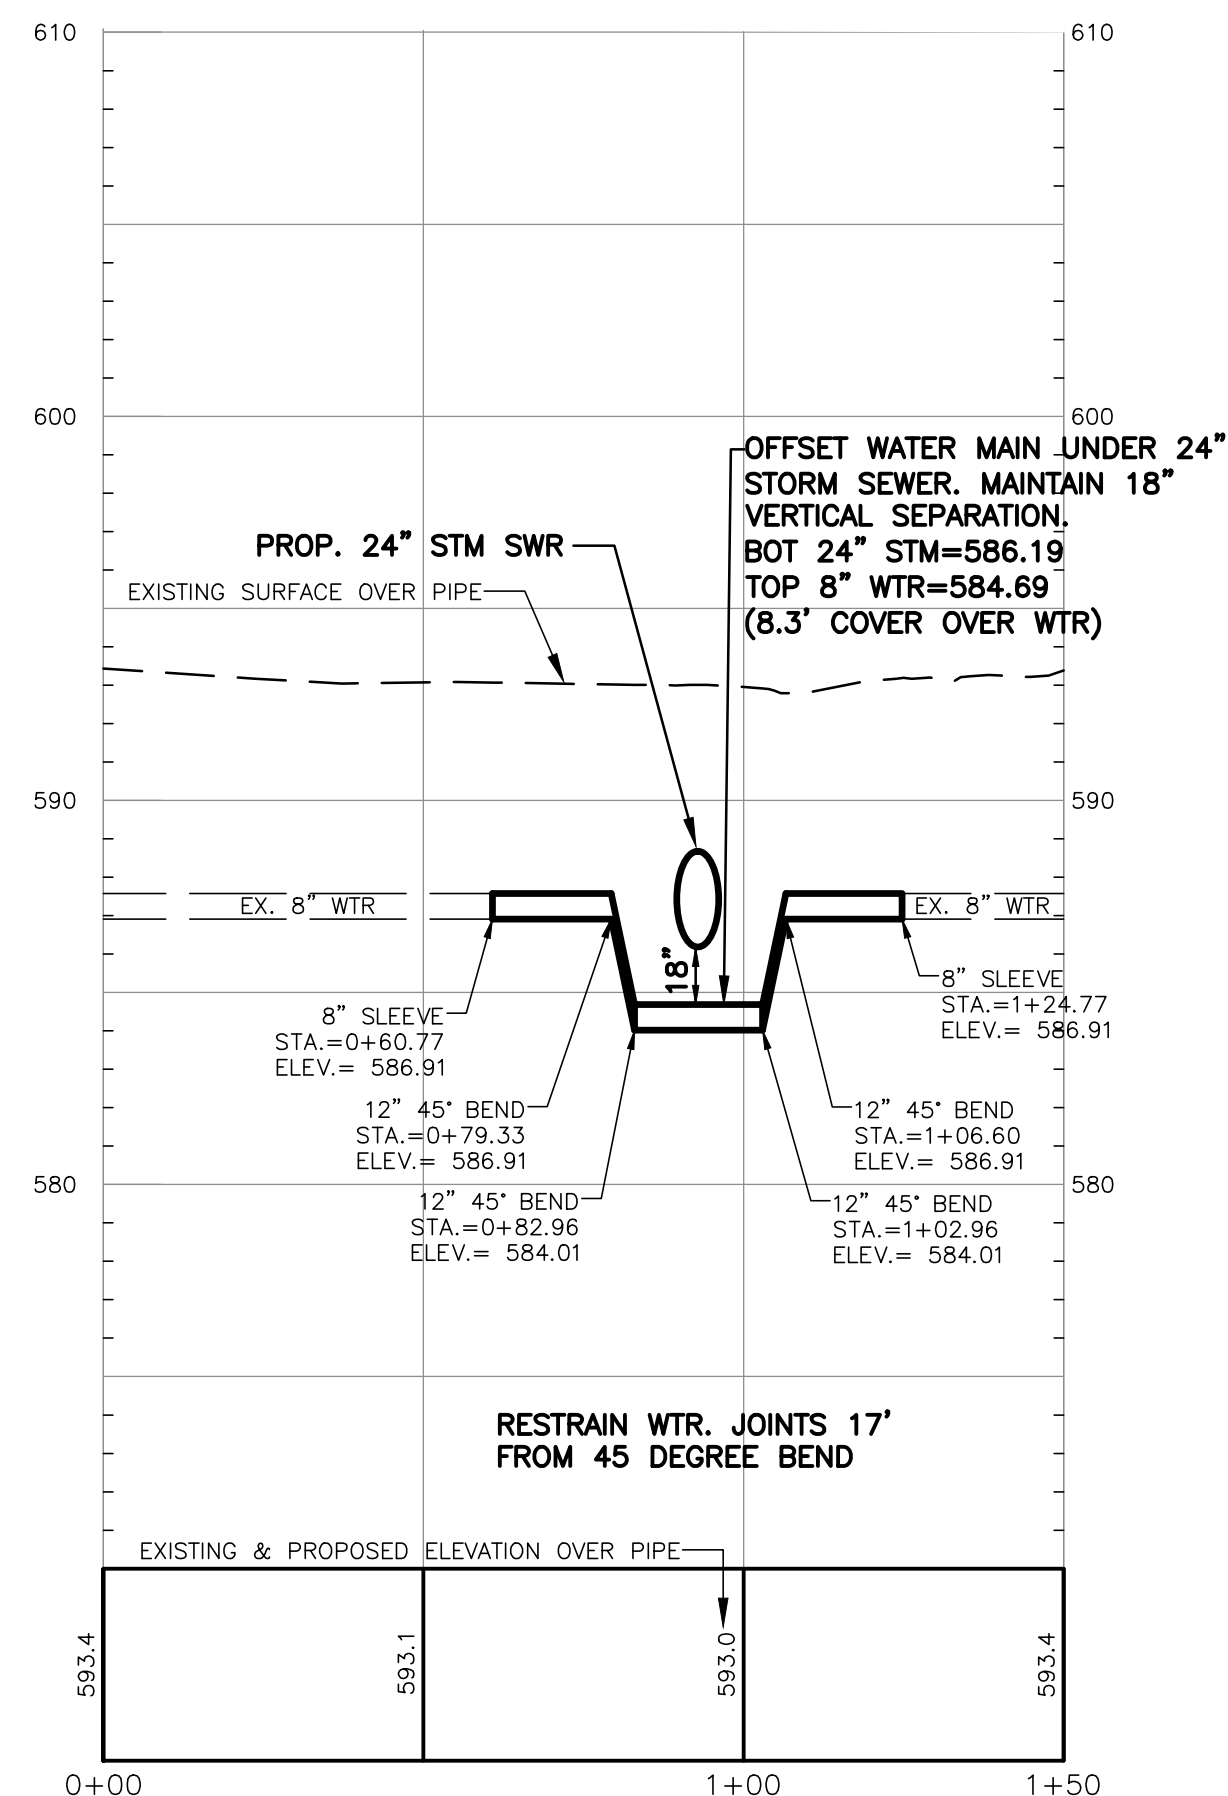 610
610
600
600
OFFSET WATER MAIN UNDER 24"
STORM SEWER. MAINTAIN 18"
VERTICAL SEPARATION.
BOT 24" STM=586.19
TOP 8" WTR=584.69
(8.3' COVER OVER WTR)
PROP. 24" STM SWR
EXISTING SURFACE OVER PIPE
590
590
EX. 8" WTR
EX. 8" WTR
18"
8" SLEEVE
STA.=0+60.77
ELEV.= 586.91
8" SLEEVE
STA.=1+24.77
ELEV.= 586.91
12" 45° BEND
STA.=0+79.33
ELEV.= 586.91
12" 45° BEND
STA.=1+06.60
ELEV.= 586.91
580
580
12" 45° BEND
STA.=0+82.96
ELEV.= 584.01
12" 45° BEND
STA.=1+02.96
ELEV.= 584.01
RESTRAIN WTR. JOINTS 17'
FROM 45 DEGREE BEND
EXISTING & PROPOSED ELEVATION OVER PIPE
593.4
593.1
593.0
593.4
0+00
1+00
1+50